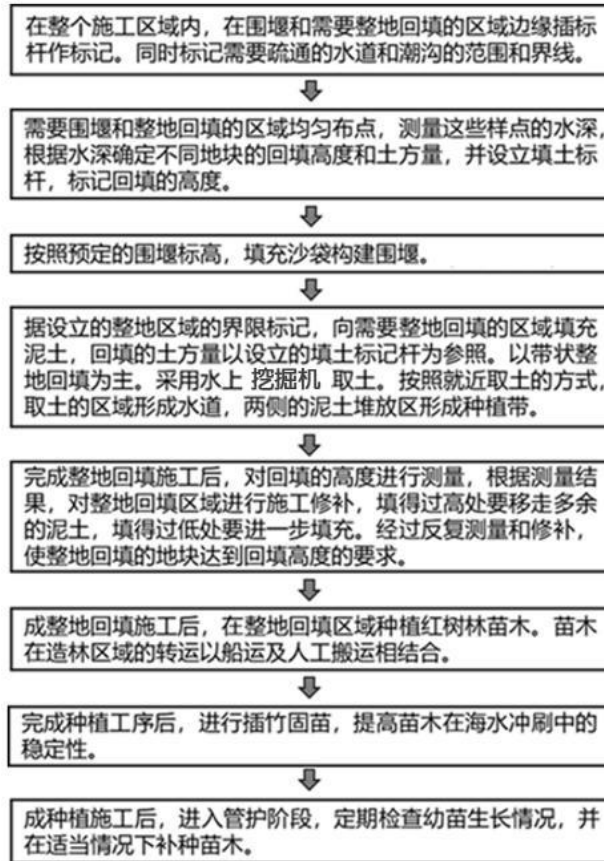 在整个施工区域内，在围堰和需要整地回填的区域边缘插标
杆作标记。同时标记需要疏通的水道和潮沟的范围和界线。
需要围堰和整地回填的区域均匀布点，测量这些样点的水深，
根据水深确定不同地块的回填高度和土方量，并设立填土标
杆，标记回填的高度。
按照预定的围堰标高，填充沙袋构建围堰。
据设立的整地区域的界限标记，向需要整地回填的区域填充
泥土，回填的土方量以设立的填土标记杆为参照。以带状整
地回填为主。采用水上 挖掘机 取土。按照就近取土的方式，
取土的区域形成水道，两侧的泥土堆放区形成种植带。
完成整地回填施工后，对回填的高度进行测量，根据测量结
果，对整地回填区域进行施工修补，填得过高处要移走多余
的泥土，填得过低处要进一步填充。经过反复测量和修补，
使整地回填的地块达到回填高度的要求。
成整地回填施工后，在整地回填区域种植红树林苗木。苗木
在造林区域的转运以船运及人工搬运相结合。
完成种植工序后，进行插竹固苗，提高苗木在海水冲刷中的
稳定性。
成种植施工后，进入管护阶段，定期检查幼苗生长情况，并
在适当情况下补种苗木。